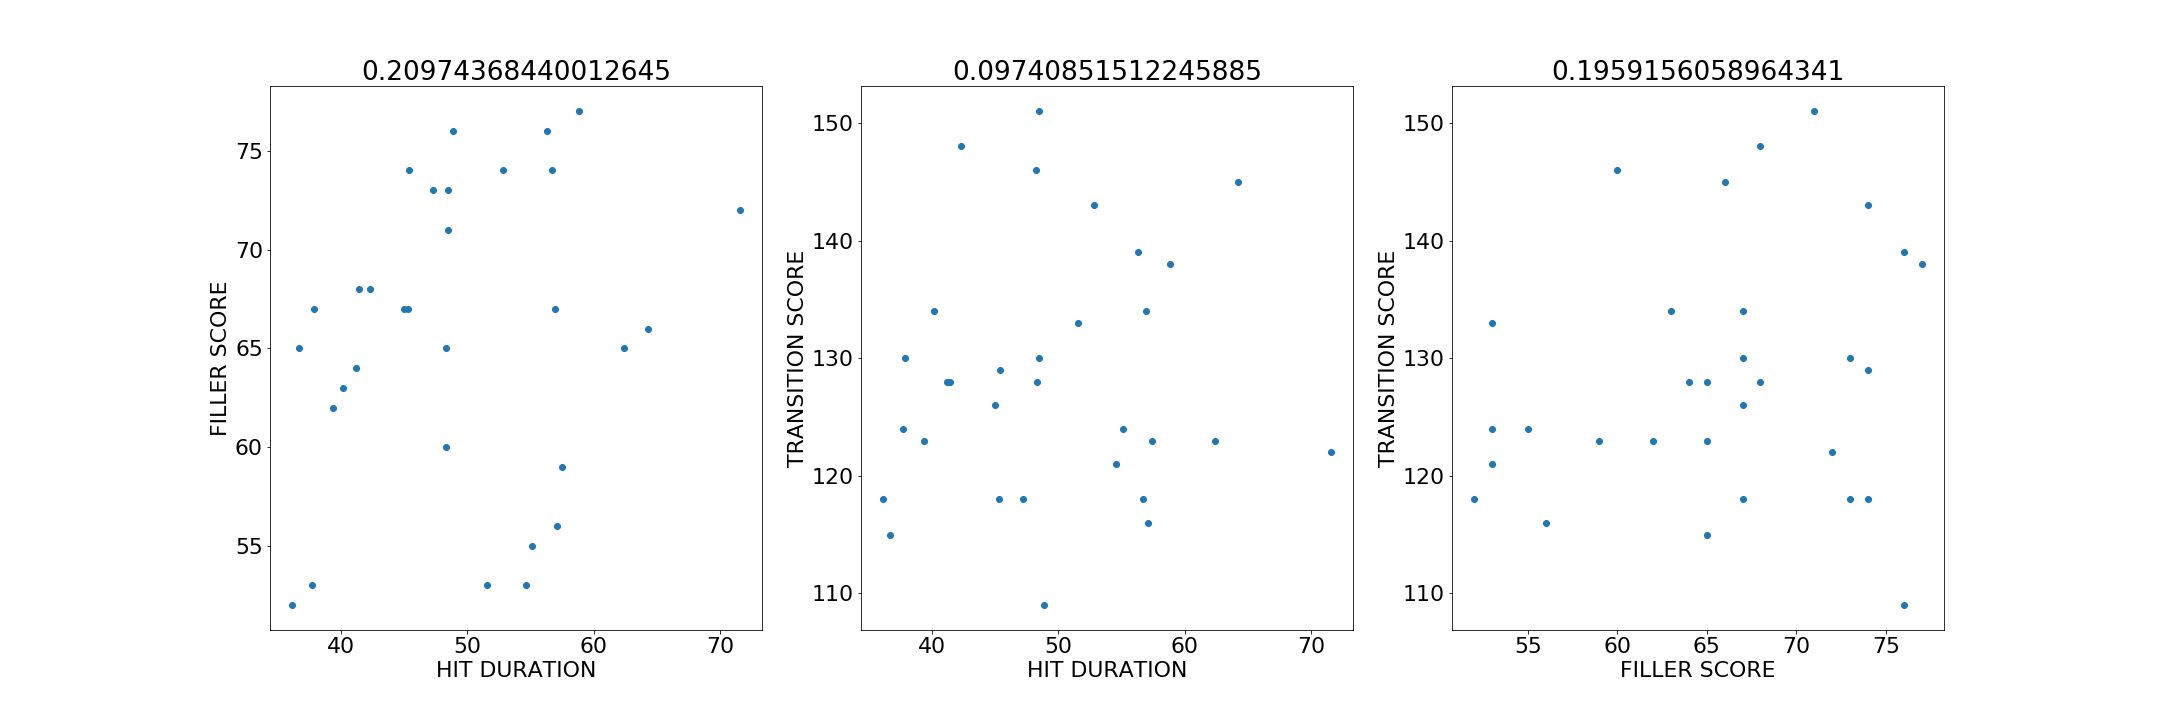 0.20974368440012645
FILLER SCORE
75
70
65
60
55
40 50 60 70
HIT DURATION
0.09740851512245885
TRANSITION SCORE
150
140
130
120
110
40 50 60 70
HIT DURATION
0.1959156058964341
TRANSITION SCORE
150
140
130
120
110
55 60 65 70 75
FILLER SCORE